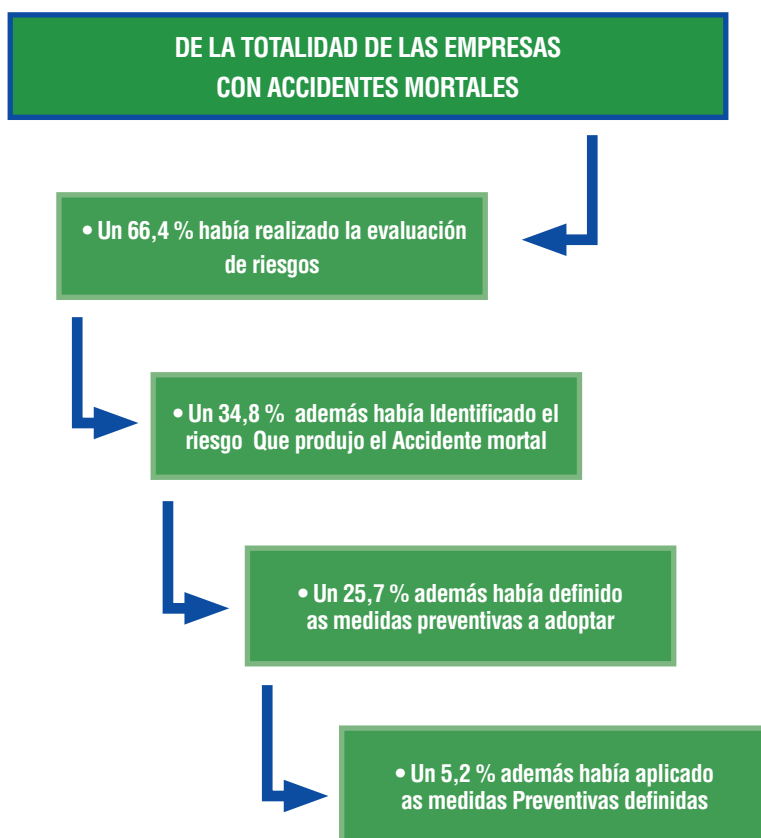 DE LA TOTALIDAD DE LAS EMPRESAS
CON ACCIDENTES MORTALES
• Un 66,4 % había realizado la evaluación
de riesgos
• Un 34,8 % además había Identificado el
riesgo Que produjo el Accidente mortal
• Un 25,7 % además había definido
as medidas preventivas a adoptar
• Un 5,2 % además había aplicado
as medidas Preventivas definidas